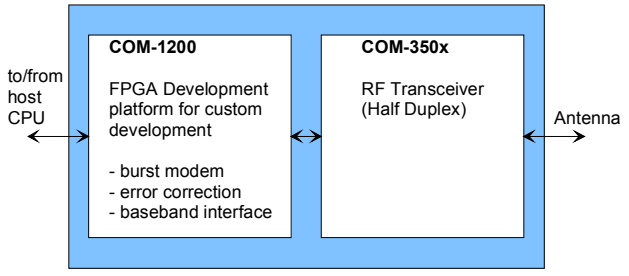 to/from
host
CPU
COM-1200
FPGA Development
platform for custom
development
- burst modem
- error correction
- baseband interface
COM-350x
RF Transceiver
(Half Duplex)
Antenna